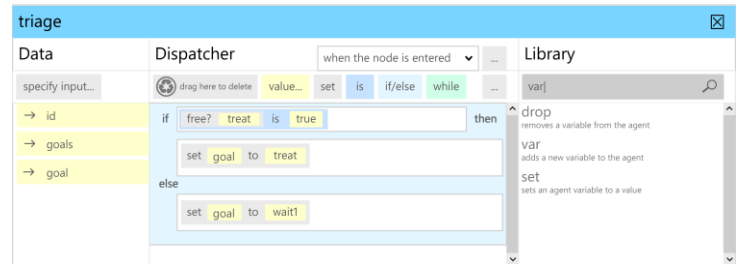 triage
Data
Dispatcher
when the node is entered
...
Library
specify input...
drag here to delete
value...
set
is
if/else
while
...
var
→ id
→ goals
→ goal
if free? treat is true then
set goal to treat
else
set goal to wait1
drop
removes a variable from the agent
var
adds a new variable to the agent
set
sets an agent variable to a value